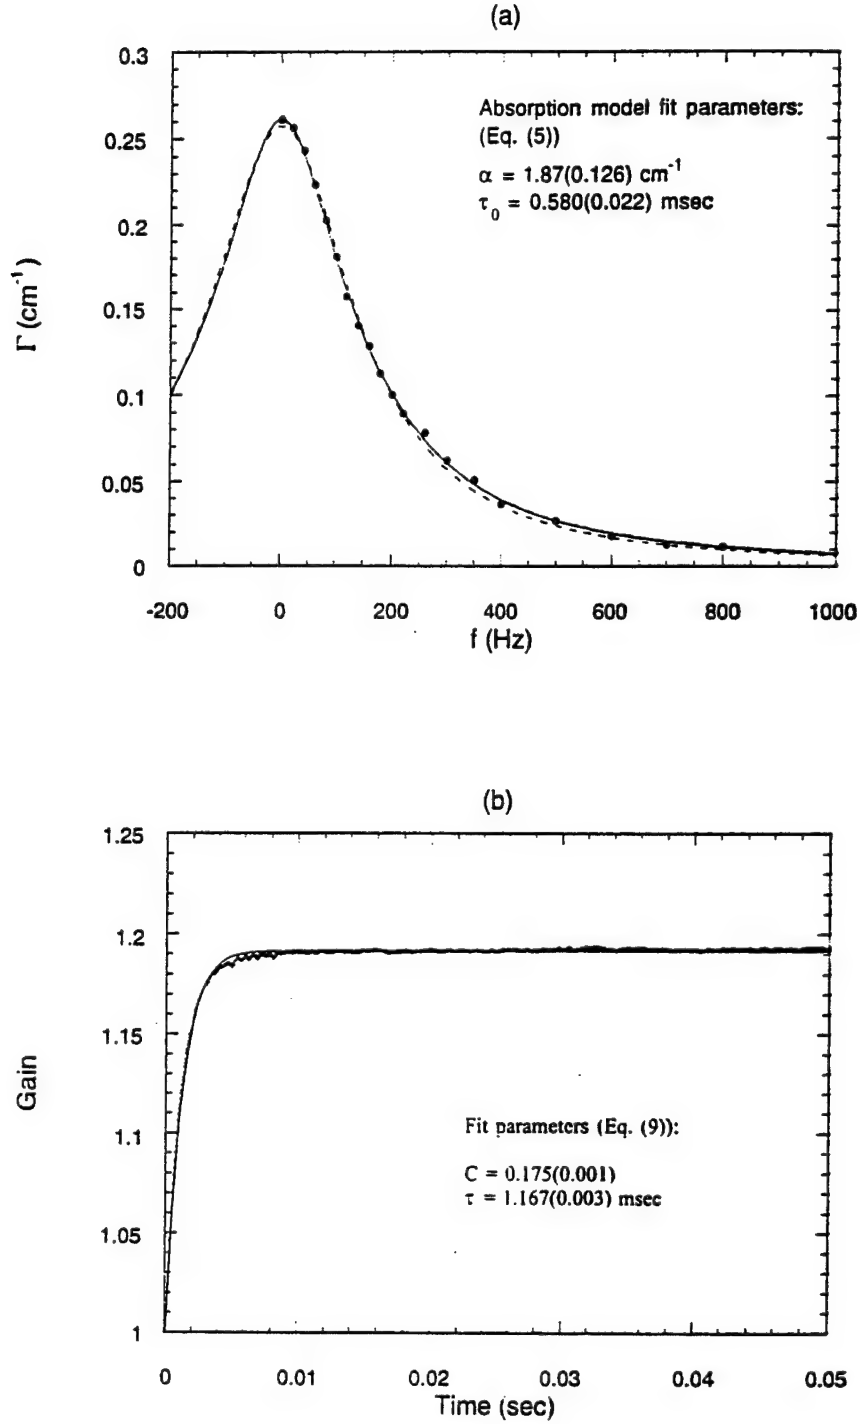 (a)
0.3
0.25
0.2
0.15
0.1
0.05
0
Γ (cm⁻¹)
Absorption model fit parameters:
(Eq. (5))
α = 1.87(0.126) cm⁻¹
τ₀ = 0.580(0.022) msec
-200 0 200 400 600 800 1000
f (Hz)
(b)
1.25
1.2
1.15
1.1
1.05
1
Gain
Fit parameters (Eq. (9)):
C = 0.175(0.001)
τ = 1.167(0.003) msec
0 0.01 0.02 0.03 0.04 0.05
Time (sec)